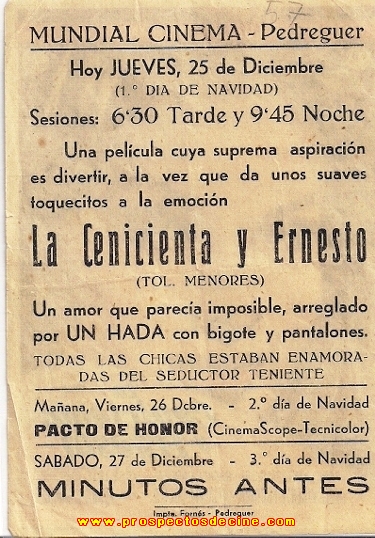 57
MUNDIAL CINEMA - Pedreguer
Hoy JUEVES, 25 de Diciembre
(1.º DIA DE NAVIDAD)
Sesiones: 6‘30 Tarde y 9‘45 Noche
Una película cuya suprema aspiración
es divertir, a la vez que da unos suaves
toquecitos a la emoción
La Cenicienta y Ernesto
(TOL. MENORES)
Un amor que parecía imposible, arreglado
por UN HADA con bigote y pantalones.
TODAS LAS CHICAS ESTABAN ENAMORA-
DAS DEL SEDUCTOR TENIENTE
Mañana, Viernes, 26 Dcbre. - 2.º día de Navidad
PACTO DE HONOR (CinemaScope-Tecnicolor)
SABADO, 27 de Diciembre - 3.º día de Navidad
MINUTOS ANTES
Impte. Fornés - Pedreguer
www.prospectosdecine.com